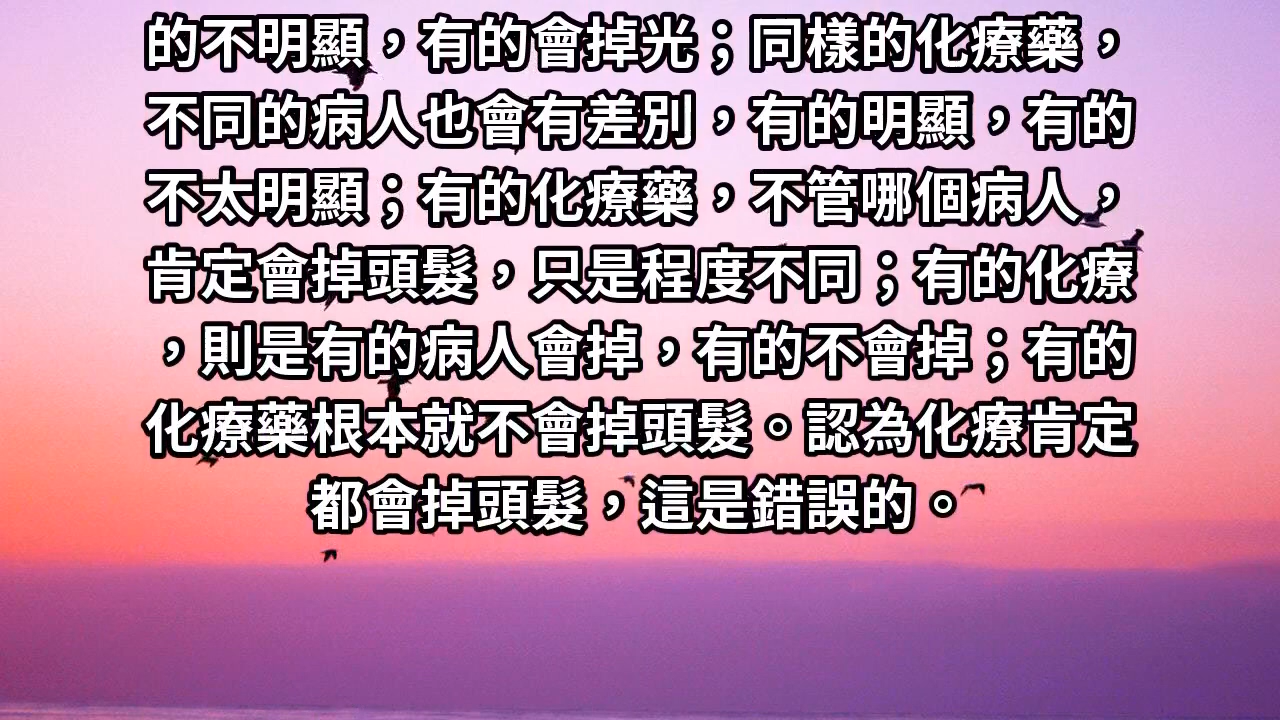 的不明顯，有的會掉光；同樣的化療藥，
不同的病人也會有差別，有的明顯，有的
不太明顯；有的化療藥，不管哪個病人，
肯定會掉頭髮，只是程度不同；有的化療
，則是有的病人會掉，有的不會掉；有的
化療藥根本就不會掉頭髮。認為化療肯定
都會掉頭髮，這是錯誤的。